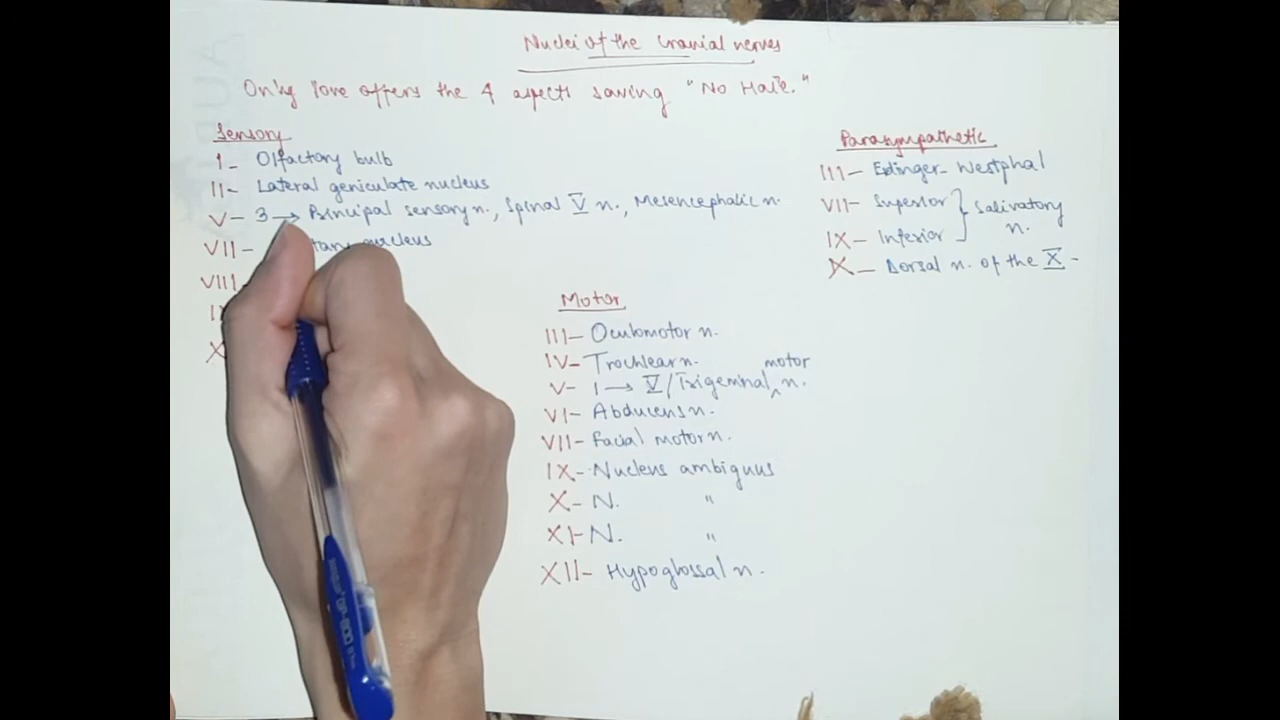 Nuclei of the cranial nerves
Only love offers the 4 aspects saving "No Hate."
Sensory
I- Olfactory bulb
II- Lateral geniculate nucleus
V- 3 → Principal sensory n., Spinal V n., Mesencephalic n.
VII- nucleus
VIII-
X
Motor
III- Oculomotor n.
IV- Trochlear n.
V- 1 → V/Trigeminal motor n.
VI- Abducens n.
VII- Facial motor n.
IX- Nucleus ambiguus
X- N. "
XI- N. "
XII- Hypoglossal n.
Parasympathetic
III- Edinger-Westphal
VII- Superior } Salivatory
IX- Inferior n.
X- Dorsal n. of the X-